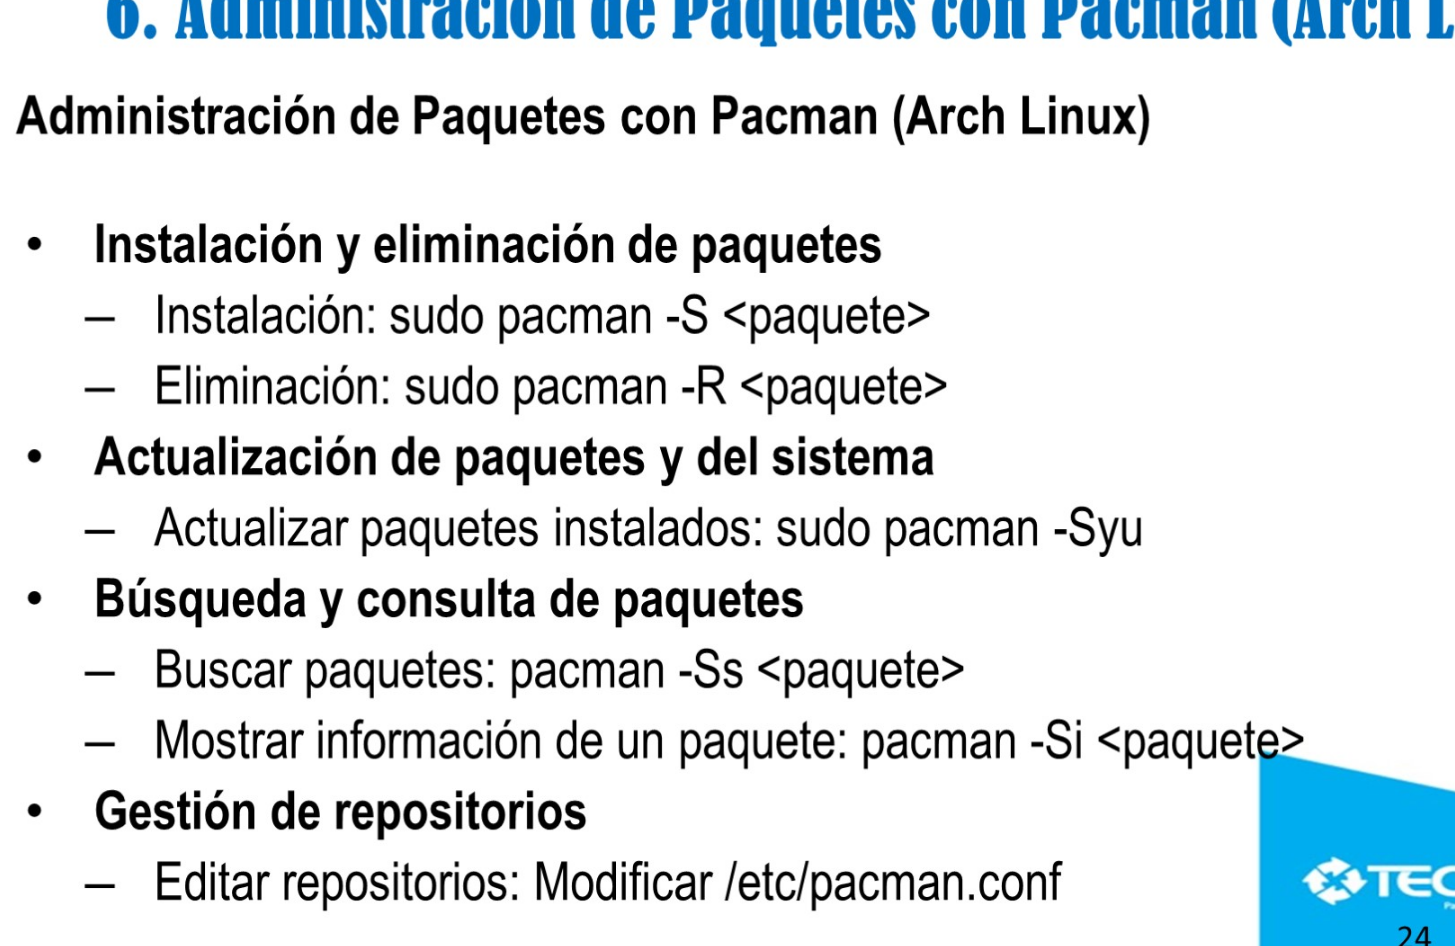 6. Administración de Paquetes con Pacman (Arch L
Administración de Paquetes con Pacman (Arch Linux)
• Instalación y eliminación de paquetes
– Instalación: sudo pacman -S <paquete>
– Eliminación: sudo pacman -R <paquete>
• Actualización de paquetes y del sistema
– Actualizar paquetes instalados: sudo pacman -Syu
• Búsqueda y consulta de paquetes
– Buscar paquetes: pacman -Ss <paquete>
– Mostrar información de un paquete: pacman -Si <paquete>
• Gestión de repositorios
– Editar repositorios: Modificar /etc/pacman.conf
TEC
24